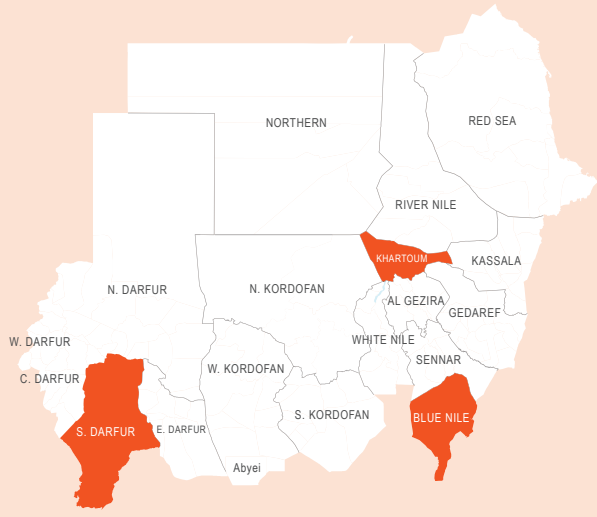 NORTHERN
RED SEA
RIVER NILE
KHARTOUM
KASSALA
N. DARFUR
N. KORDOFAN
AL GEZIRA
GEDAREF
W. DARFUR
WHITE NILE
SENNAR
C. DARFUR
W. KORDOFAN
S. KORDOFAN
BLUE NILE
S. DARFUR
E. DARFUR
Abyei